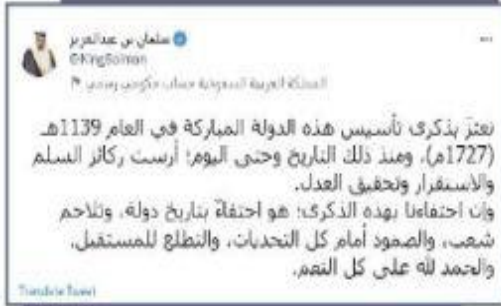 سلمان بن عبدالعزيز
@KingSalman
المملكة العربية السعودية حساب حكومي رسمي
نعتز بذكرى تأسيس هذه الدولة المباركة في العام 1139هـ
(1727م)، ومنذ ذلك التاريخ وحتى اليوم؛ أرست ركائز السلم
والاستقرار وتحقيق العدل.
وإن احتفاءنا بهذه الذكرى؛ هو احتفاءٌ بتاريخ دولة، وتلاحم
شعب، والصمود أمام كل التحديات، والتطلع للمستقبل.
والحمد لله على كل النعم.
Translate Tweet